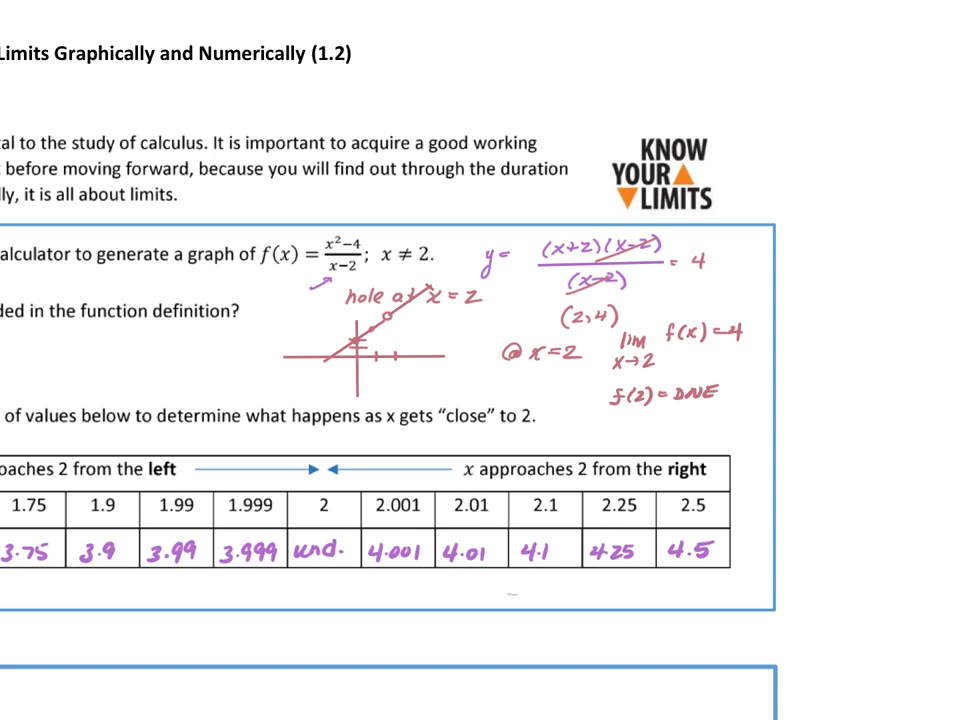 Limits Graphically and Numerically (1.2)
tal to the study of calculus. It is important to acquire a good working
before moving forward, because you will find out through the duration
lly, it is all about limits.
KNOW
YOUR
LIMITS
alculator to generate a graph of f(x) = x²−4 / x−2 ; x ≠ 2.
y = (x+2)(x-2) / (x-2) = 4
hole at x = 2
ded in the function definition?
(2,4)
@ x=2 lim x→2 f(x) = 4
f(2) = DNE
of values below to determine what happens as x gets “close” to 2.
oaches 2 from the left x approaches 2 from the right
1.75 1.9 1.99 1.999 2 2.001 2.01 2.1 2.25 2.5
3.75 3.9 3.99 3.999 und. 4.001 4.01 4.1 4.25 4.5